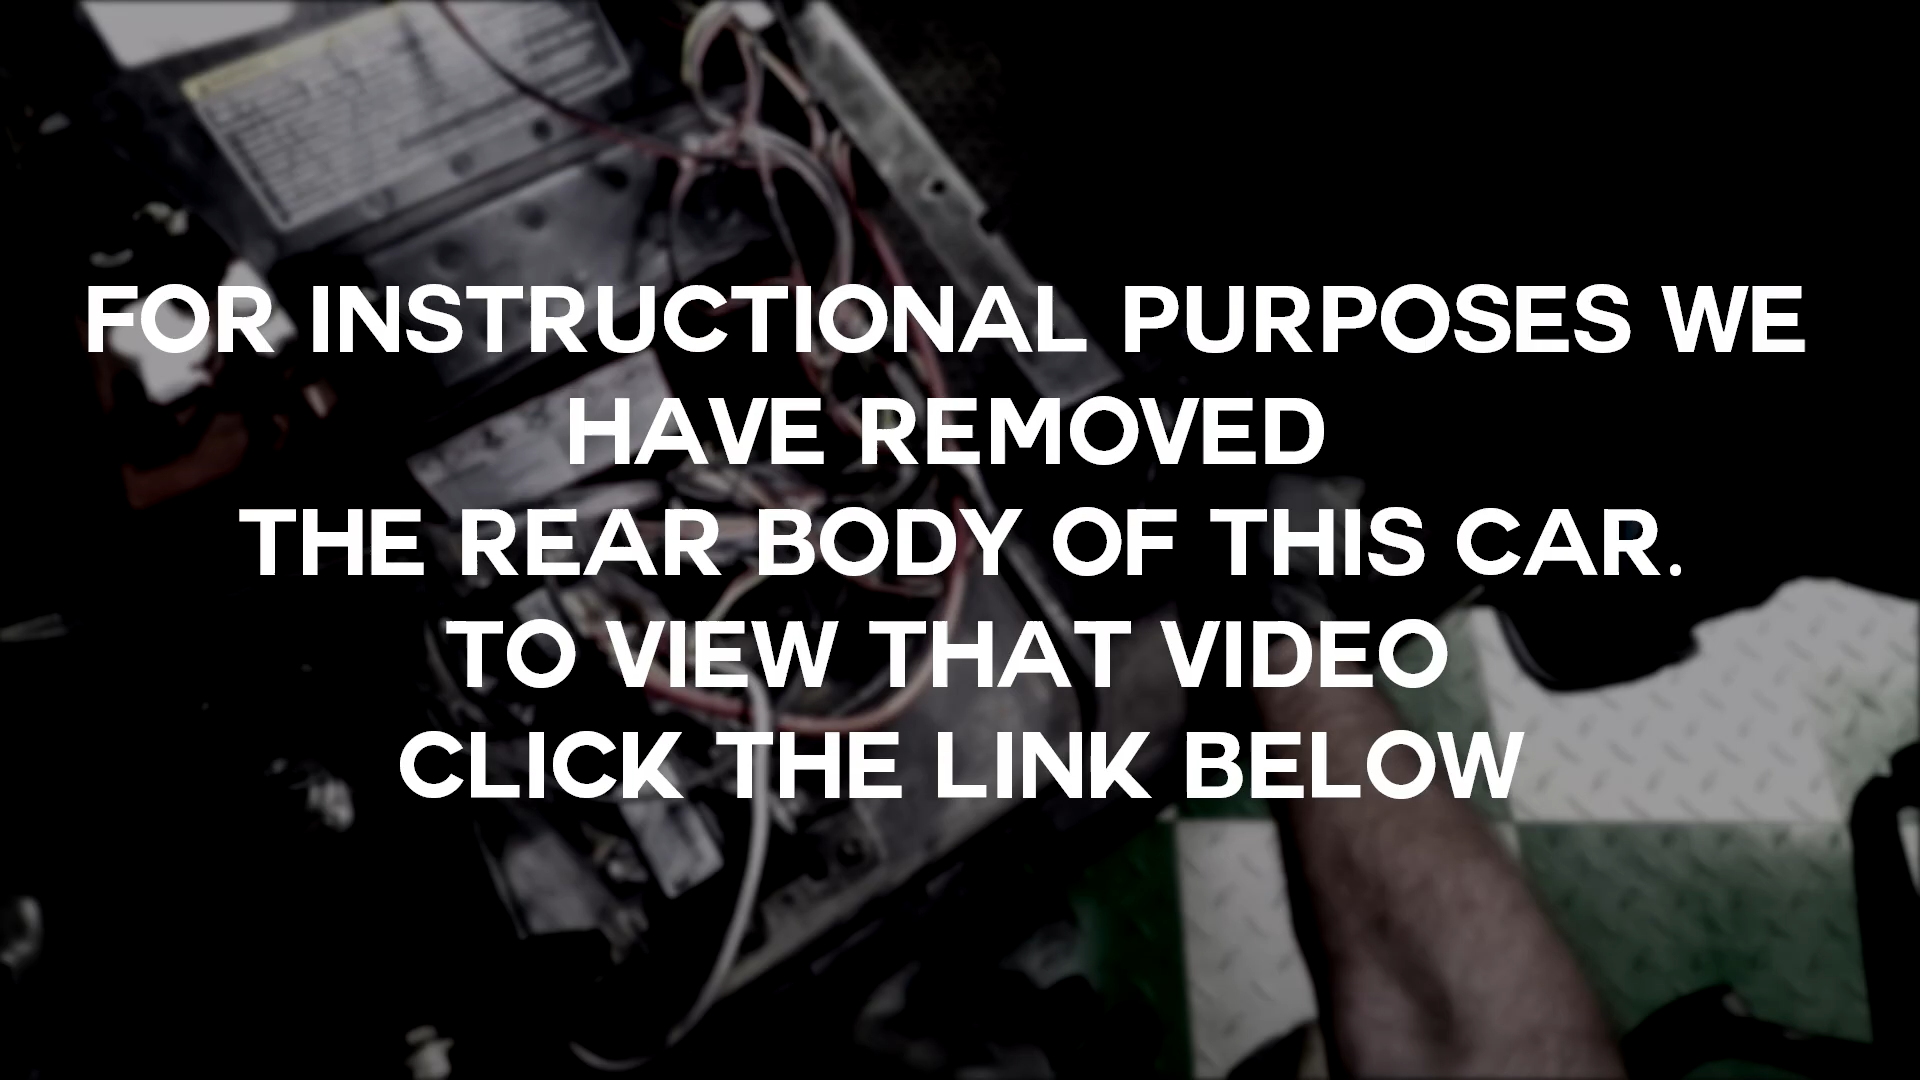 FOR INSTRUCTIONAL PURPOSES WE
HAVE REMOVED
THE REAR BODY OF THIS CAR.
TO VIEW THAT VIDEO
CLICK THE LINK BELOW